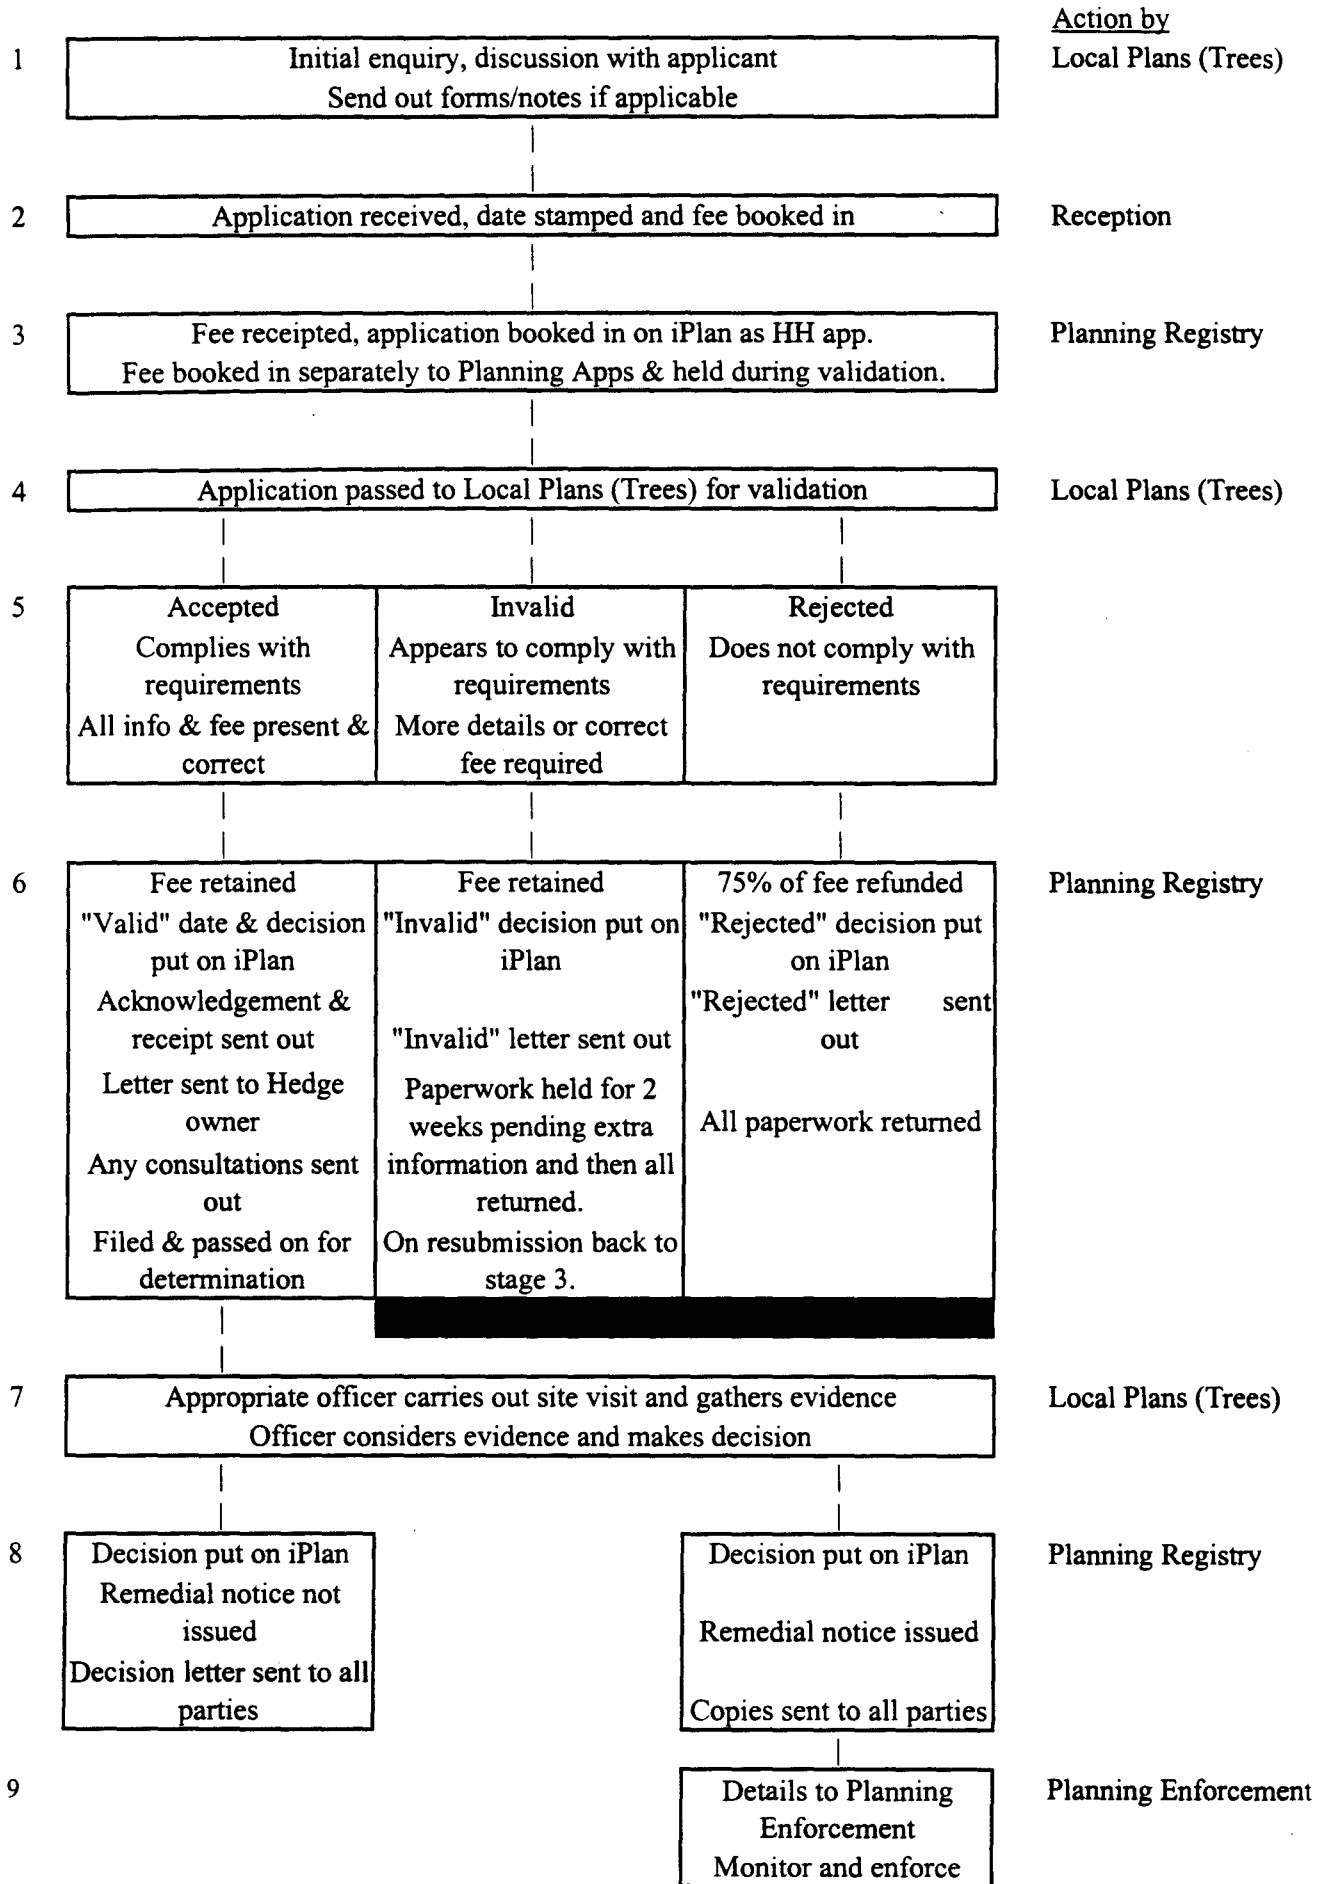 Action by
1 Initial enquiry, discussion with applicant Local Plans (Trees)
Send out forms/notes if applicable
2 Application received, date stamped and fee booked in Reception
3 Fee receipted, application booked in on iPlan as HH app. Planning Registry
Fee booked in separately to Planning Apps & held during validation.
4 Application passed to Local Plans (Trees) for validation Local Plans (Trees)
5
Accepted
Complies with
requirements
All info & fee present &
correct
Invalid
Appears to comply with
requirements
More details or correct
fee required
Rejected
Does not comply with
requirements
6
Fee retained
"Valid" date & decision
put on iPlan
Acknowledgement &
receipt sent out
Letter sent to Hedge
owner
Any consultations sent
out
Filed & passed on for
determination
Fee retained
"Invalid" decision put on
iPlan
"Invalid" letter sent out
Paperwork held for 2
weeks pending extra
information and then all
returned.
On resubmission back to
stage 3.
75% of fee refunded
"Rejected" decision put
on iPlan
"Rejected" letter sent
out
All paperwork returned
Planning Registry
7 Appropriate officer carries out site visit and gathers evidence Local Plans (Trees)
Officer considers evidence and makes decision
8
Decision put on iPlan
Remedial notice not
issued
Decision letter sent to all
parties
Decision put on iPlan
Remedial notice issued
Copies sent to all parties
Planning Registry
9
Details to Planning
Enforcement
Monitor and enforce
Planning Enforcement